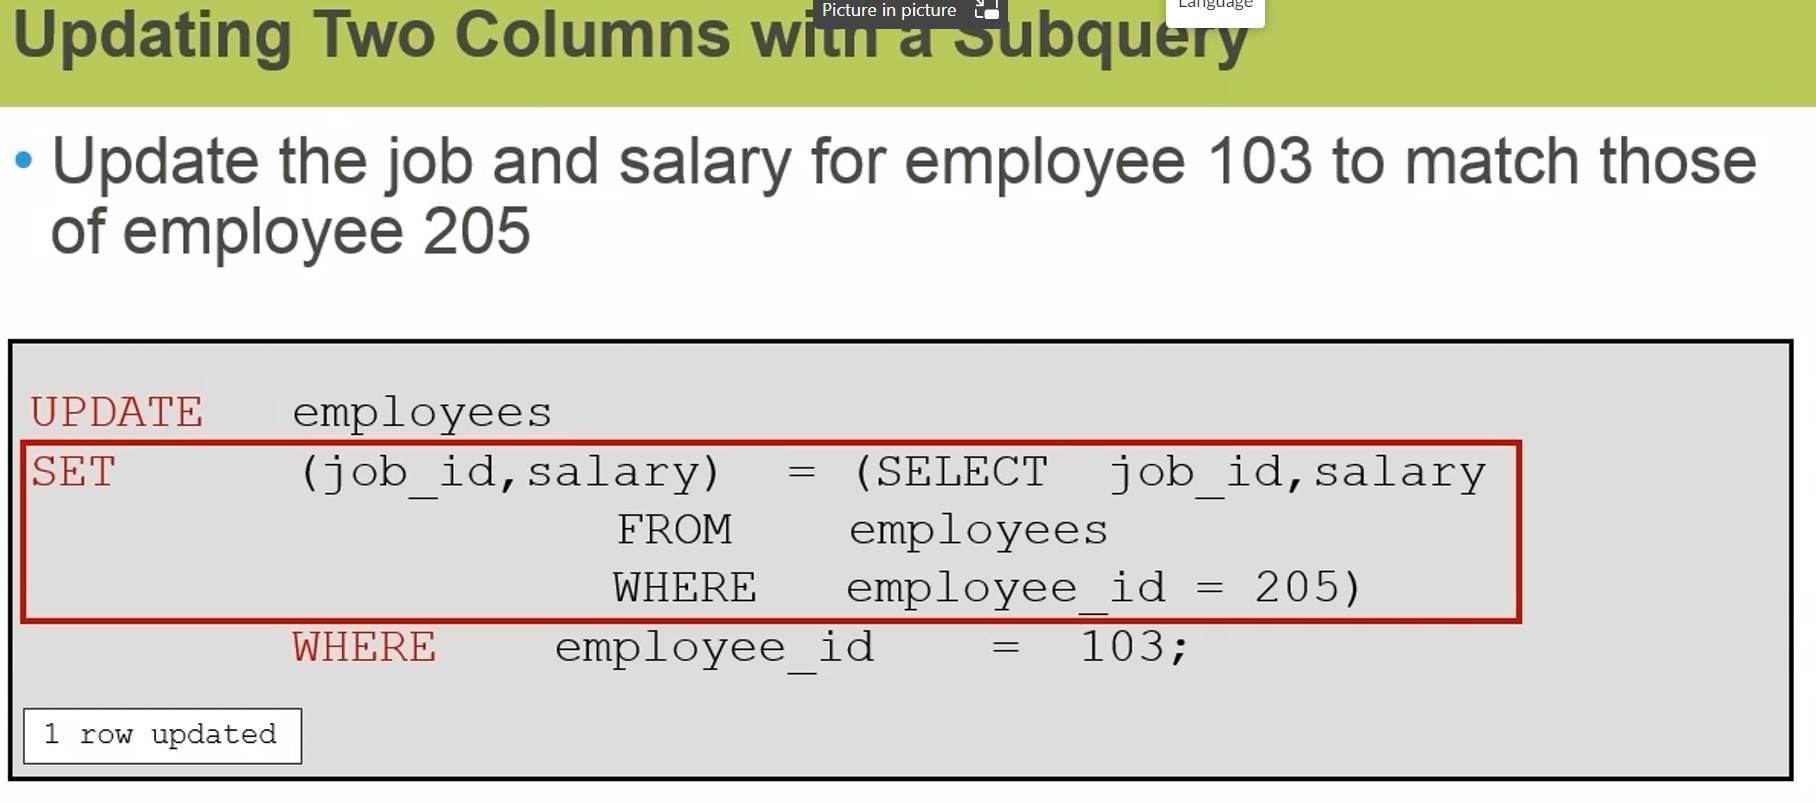 Updating Two Columns with a Subquery
Picture in picture
Language
• Update the job and salary for employee 103 to match those
of employee 205
UPDATE employees
SET (job_id,salary) = (SELECT job_id,salary
FROM employees
WHERE employee_id = 205)
WHERE employee_id = 103;
1 row updated